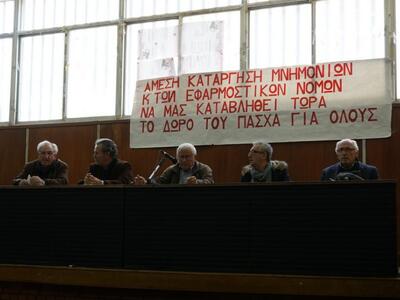 ΑΜΕΣΗ ΚΑΤΑΡΓΗΣΗ ΜΝΗΜΟΝΙΩΝ
Κ ΤΩΝ ΕΦΑΡΜΟΣΤΙΚΩΝ ΝΟΜΩΝ
ΝΑ ΜΑΣ ΚΑΤΑΒΛΗΘΕΙ ΤΩΡΑ
ΤΟ ΔΩΡΟ ΤΟΥ ΠΑΣΧΑ ΓΙΑ ΟΛΟΥΣ